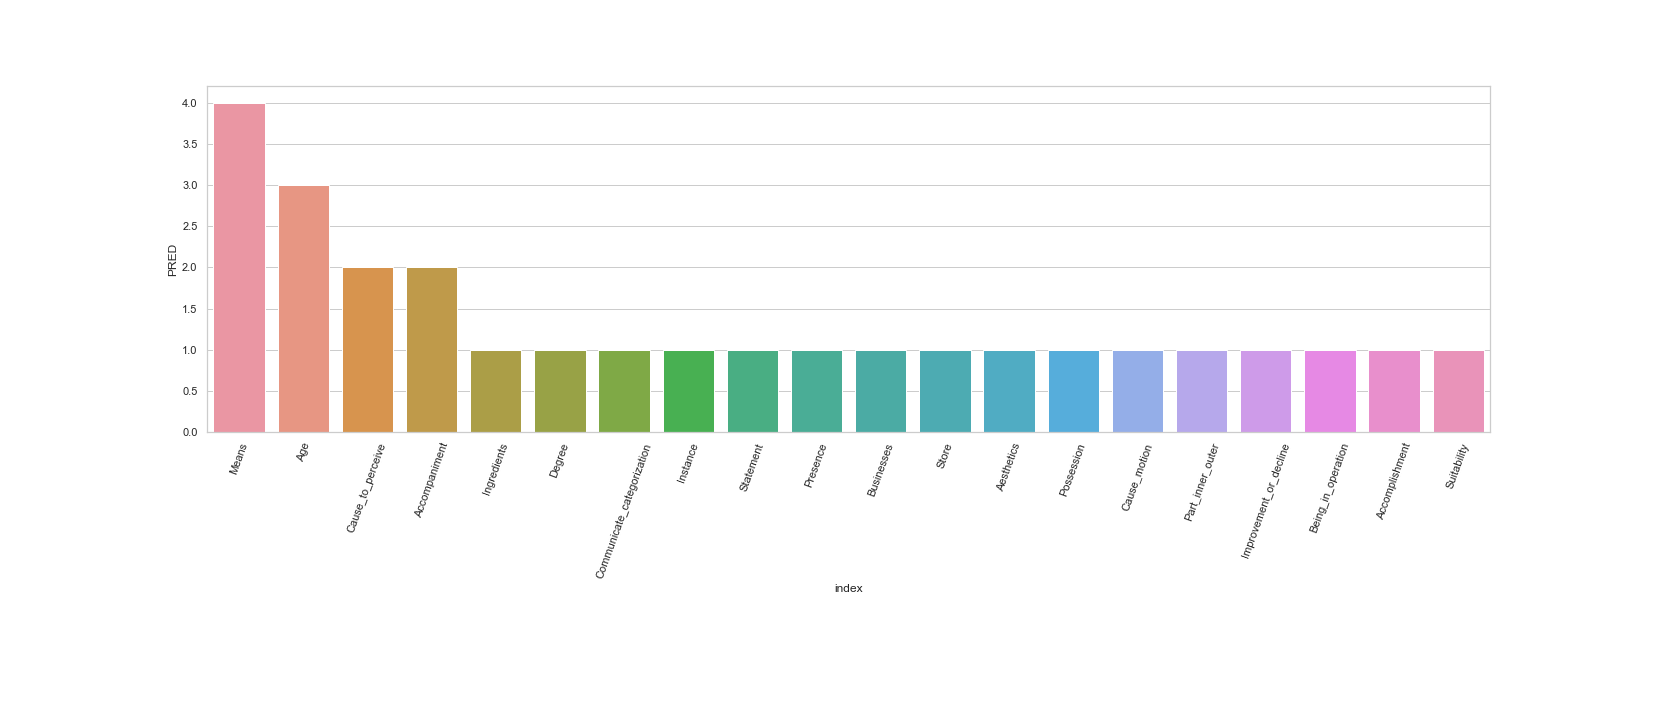 4.0
3.5
3.0
2.5
2.0
1.5
1.0
0.5
0.0
PRED
Means
Age
Cause_to_perceive
Accompaniment
Ingredients
Degree
Communicate_categorization
Instance
Statement
Presence
Businesses
Store
Aesthetics
Possession
Cause_motion
Part_inner_outer
Improvement_or_decline
Being_in_operation
Accomplishment
Suitability
index